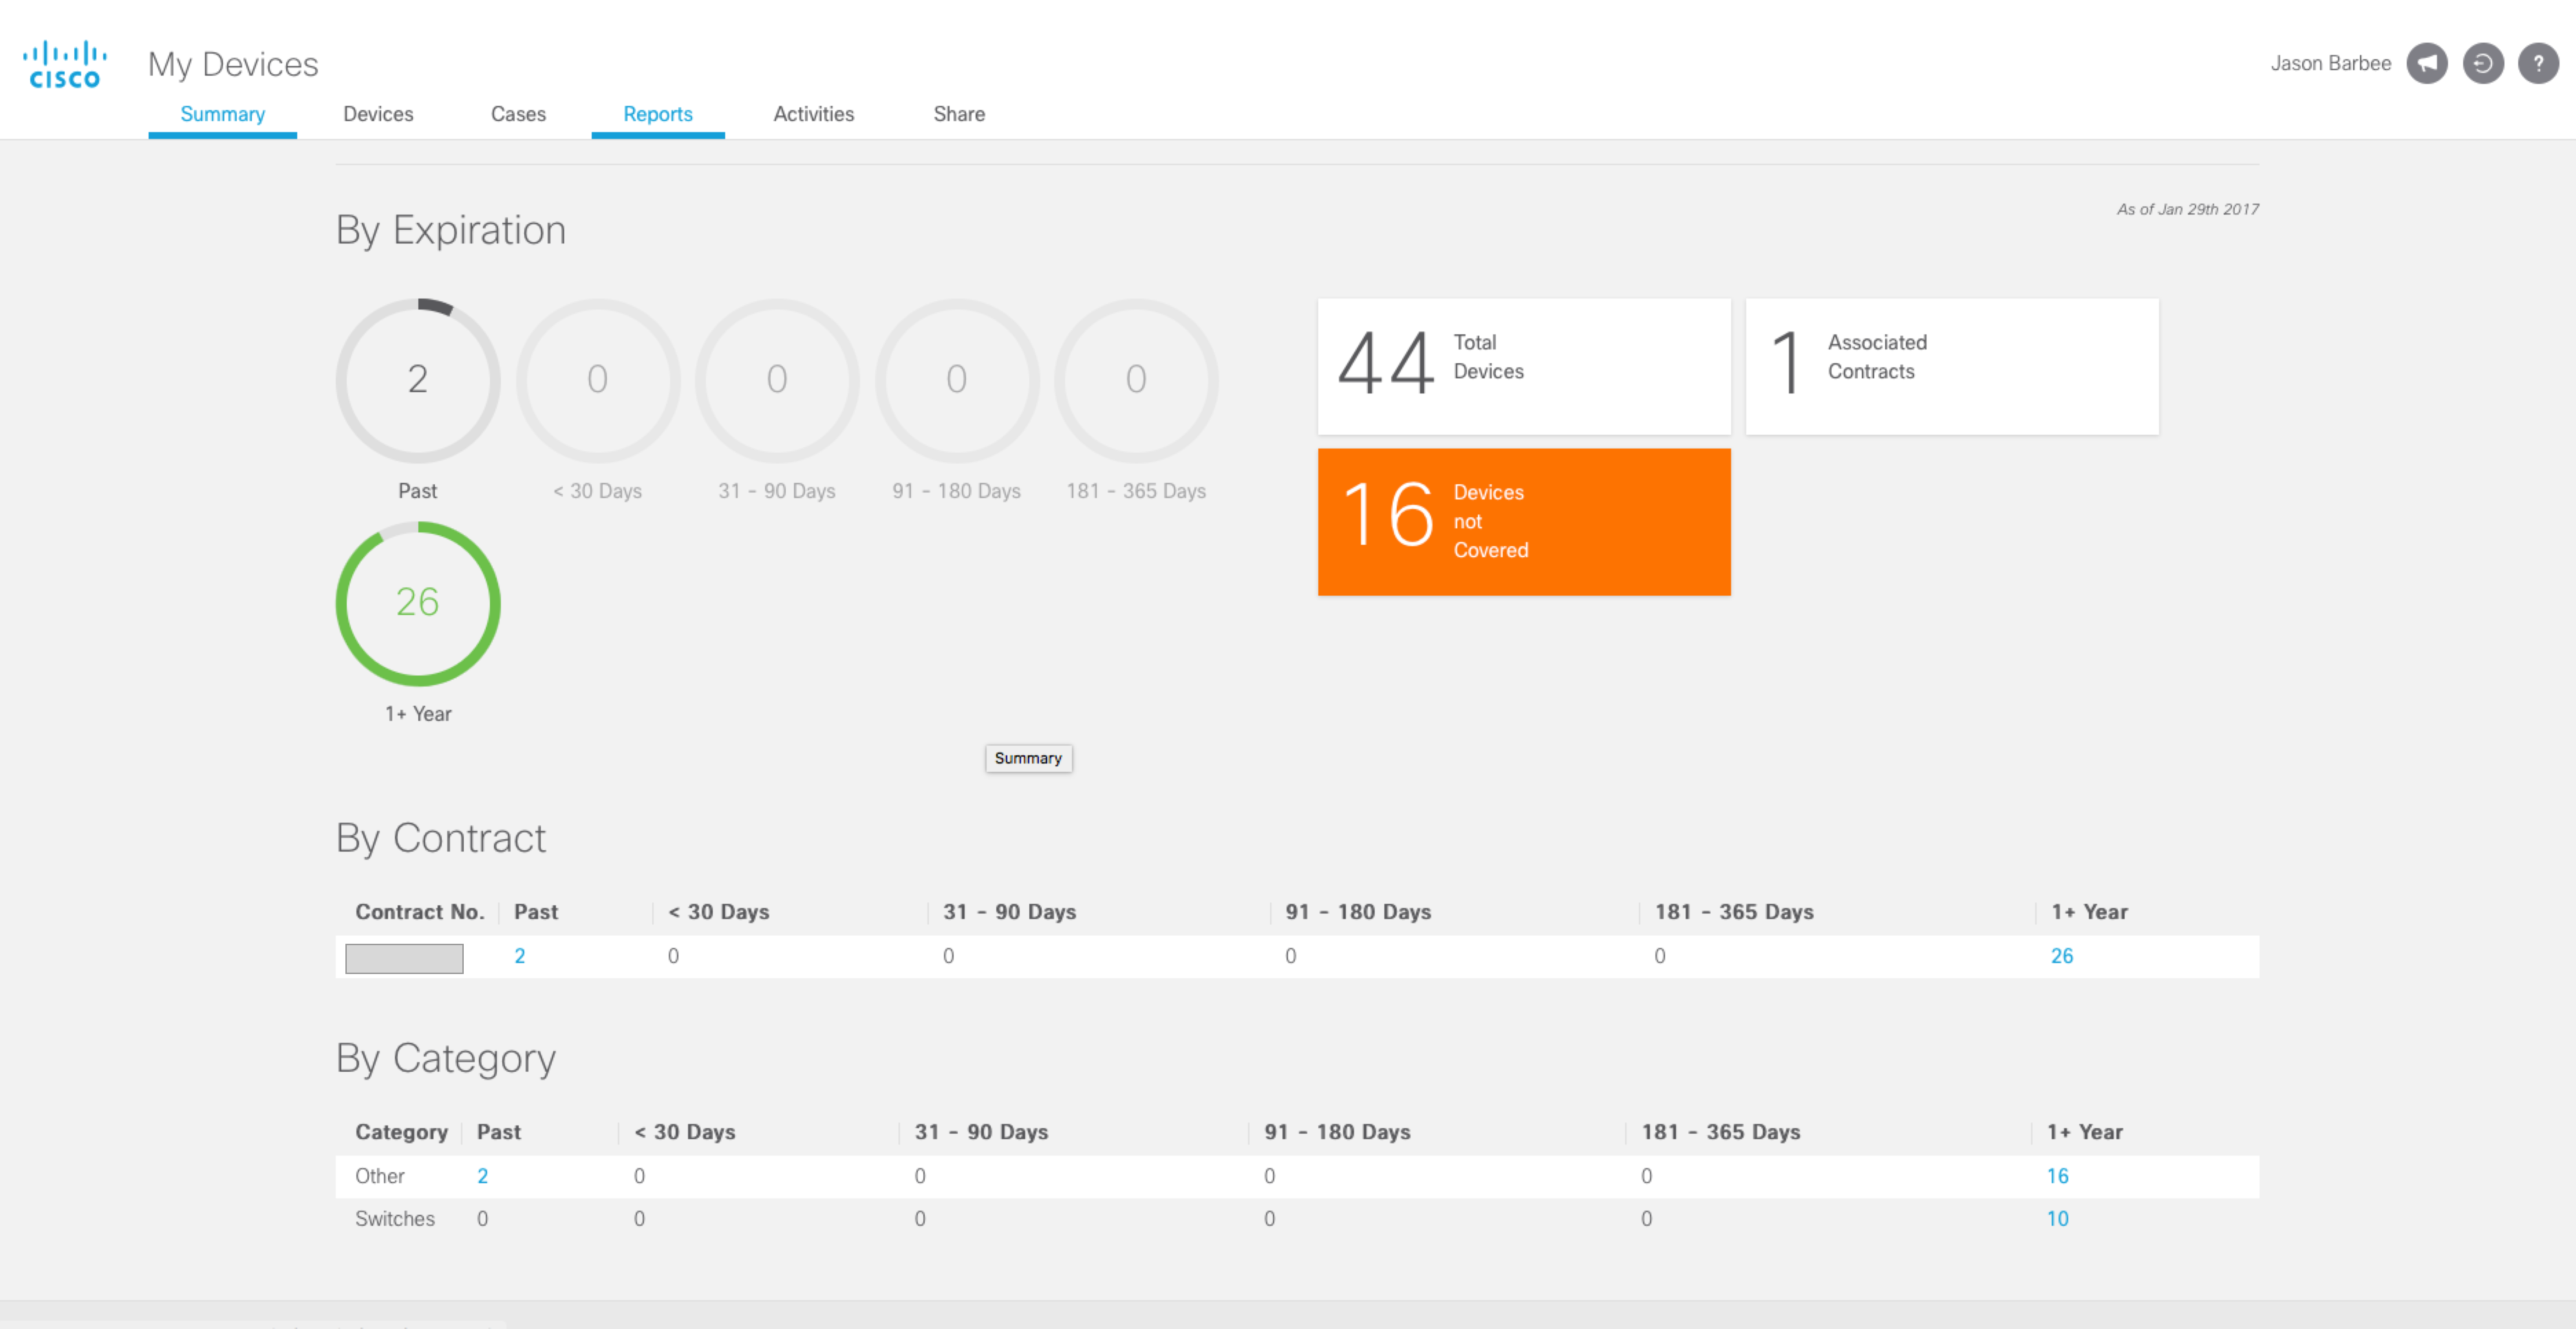 CISCO
My Devices
Jason Barbee
?
Summary Devices Cases Reports Activities Share
As of Jan 29th 2017
By Expiration
2 0 0 0 0
Past < 30 Days 31 - 90 Days 91 - 180 Days 181 - 365 Days
26
1+ Year
44 Total
Devices
1 Associated
Contracts
16 Devices
not
Covered
Summary
By Contract
Contract No. Past < 30 Days 31 - 90 Days 91 - 180 Days 181 - 365 Days 1+ Year
2 0 0 0 0 26
By Category
Category Past < 30 Days 31 - 90 Days 91 - 180 Days 181 - 365 Days 1+ Year
Other 2 0 0 0 0 16
Switches 0 0 0 0 0 10